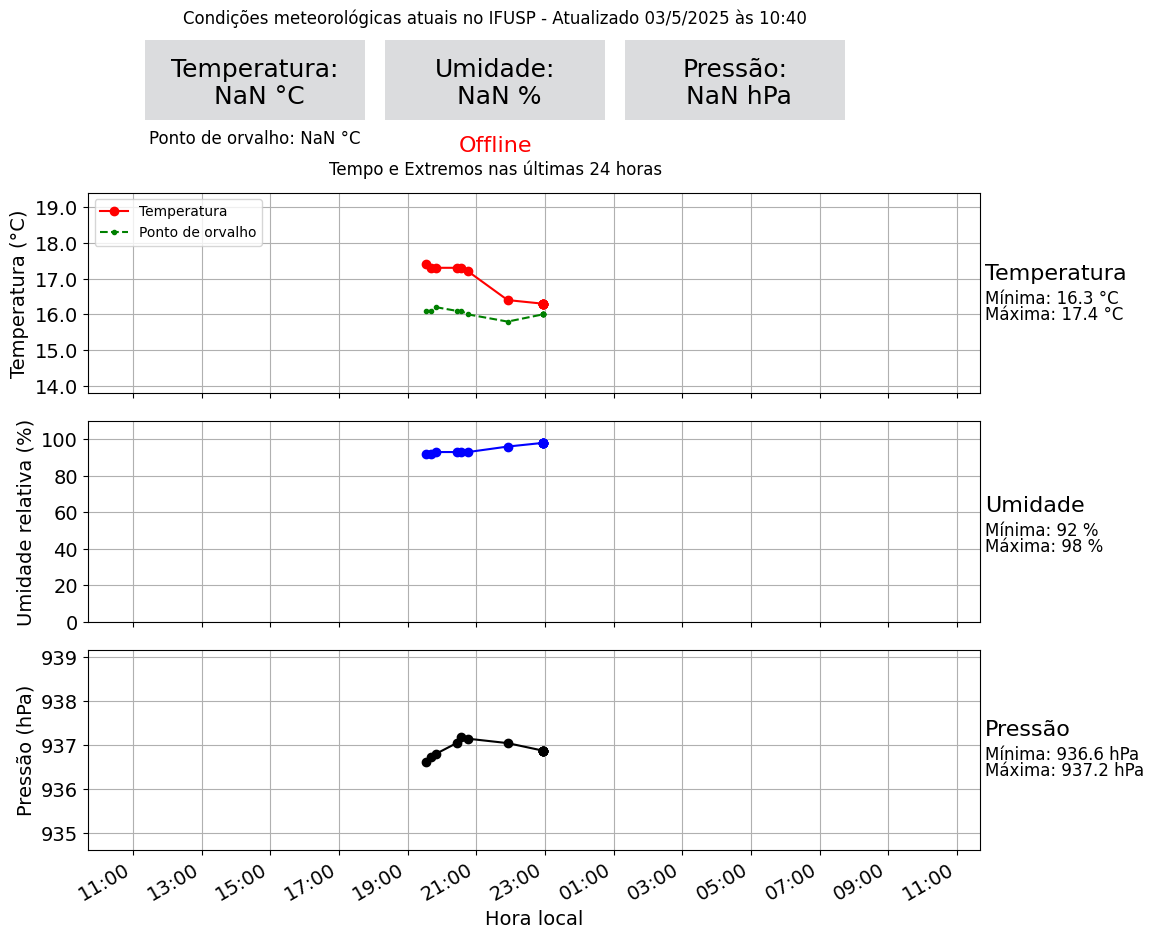 Condições meteorológicas atuais no IFUSP - Atualizado 03/5/2025 às 10:40
Temperatura:
NaN °C
Umidade:
NaN %
Pressão:
NaN hPa
Ponto de orvalho: NaN °C
Offline
Tempo e Extremos nas últimas 24 horas
Temperatura (°C)
19.0
18.0
17.0
16.0
15.0
14.0
Temperatura
Ponto de orvalho
Temperatura
Mínima: 16.3 °C
Máxima: 17.4 °C
Umidade relativa (%)
100
80
60
40
20
0
Umidade
Mínima: 92 %
Máxima: 98 %
Pressão (hPa)
939
938
937
936
935
Pressão
Mínima: 936.6 hPa
Máxima: 937.2 hPa
11:00 13:00 15:00 17:00 19:00 21:00 23:00 01:00 03:00 05:00 07:00 09:00 11:00
Hora local